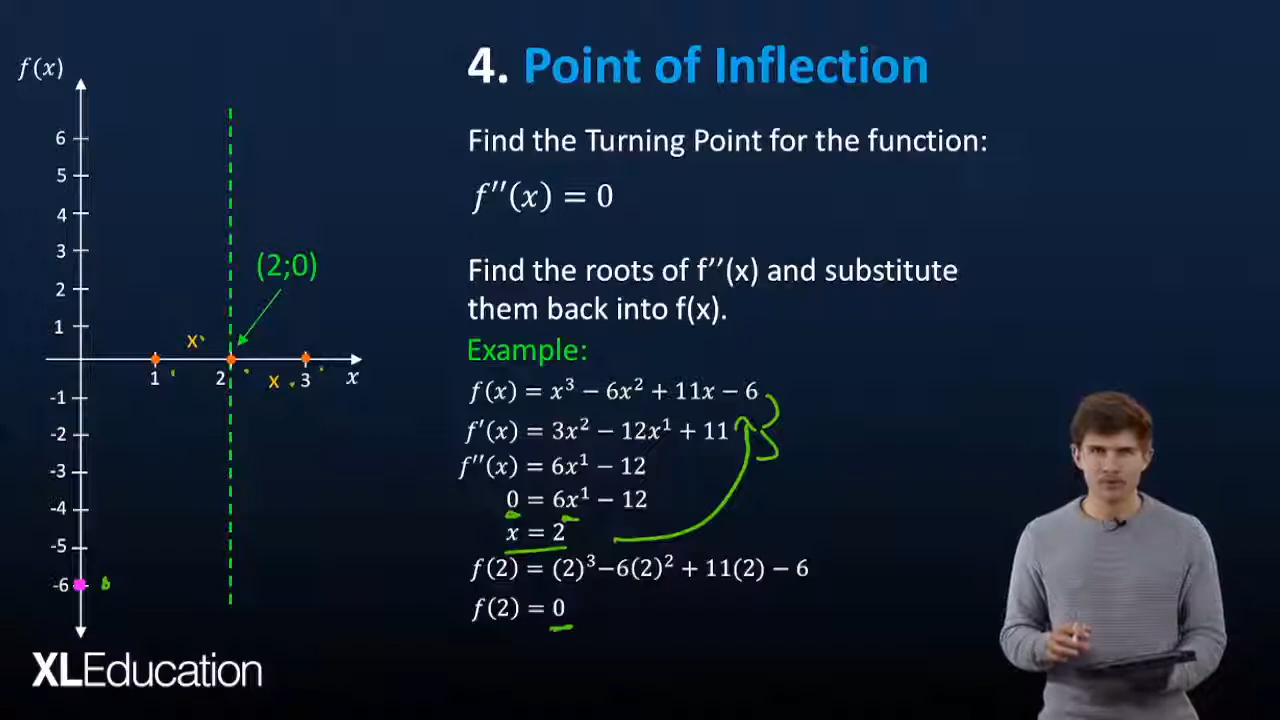 4. Point of Inflection
Find the Turning Point for the function:
f''(x) = 0
Find the roots of f’’(x) and substitute
them back into f(x).
Example:
f(x) = x³ − 6x² + 11x − 6
f'(x) = 3x² − 12x¹ + 11
f''(x) = 6x¹ − 12
0 = 6x¹ − 12
x = 2
f(2) = (2)³−6(2)² + 11(2) − 6
f(2) = 0
f(x)
6
5
4
3
2
1
-1
-2
-3
-4
-5
-6
1
2
3
x
(2;0)
x
x
XLEducation